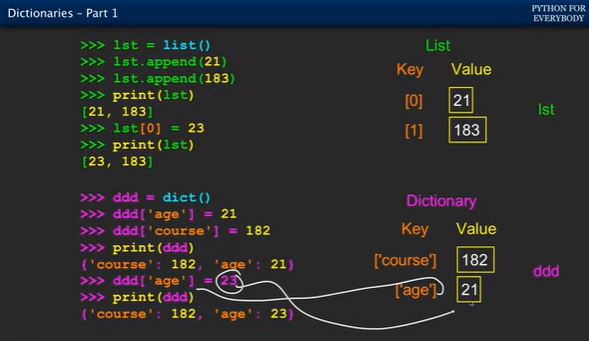 Dictionaries – Part 1
PYTHON FOR
EVERYBODY
>>> lst = list()
>>> lst.append(21)
>>> lst.append(183)
>>> print(lst)
[21, 183]
>>> lst[0] = 23
>>> print(lst)
[23, 183]
List
Key Value
[0] 21
[1] 183
lst
>>> ddd = dict()
>>> ddd['age'] = 21
>>> ddd['course'] = 182
>>> print(ddd)
{'course': 182, 'age': 21}
>>> ddd['age'] = 23
>>> print(ddd)
{'course': 182, 'age': 23}
Dictionary
Key Value
['course'] 182
['age'] 21
ddd